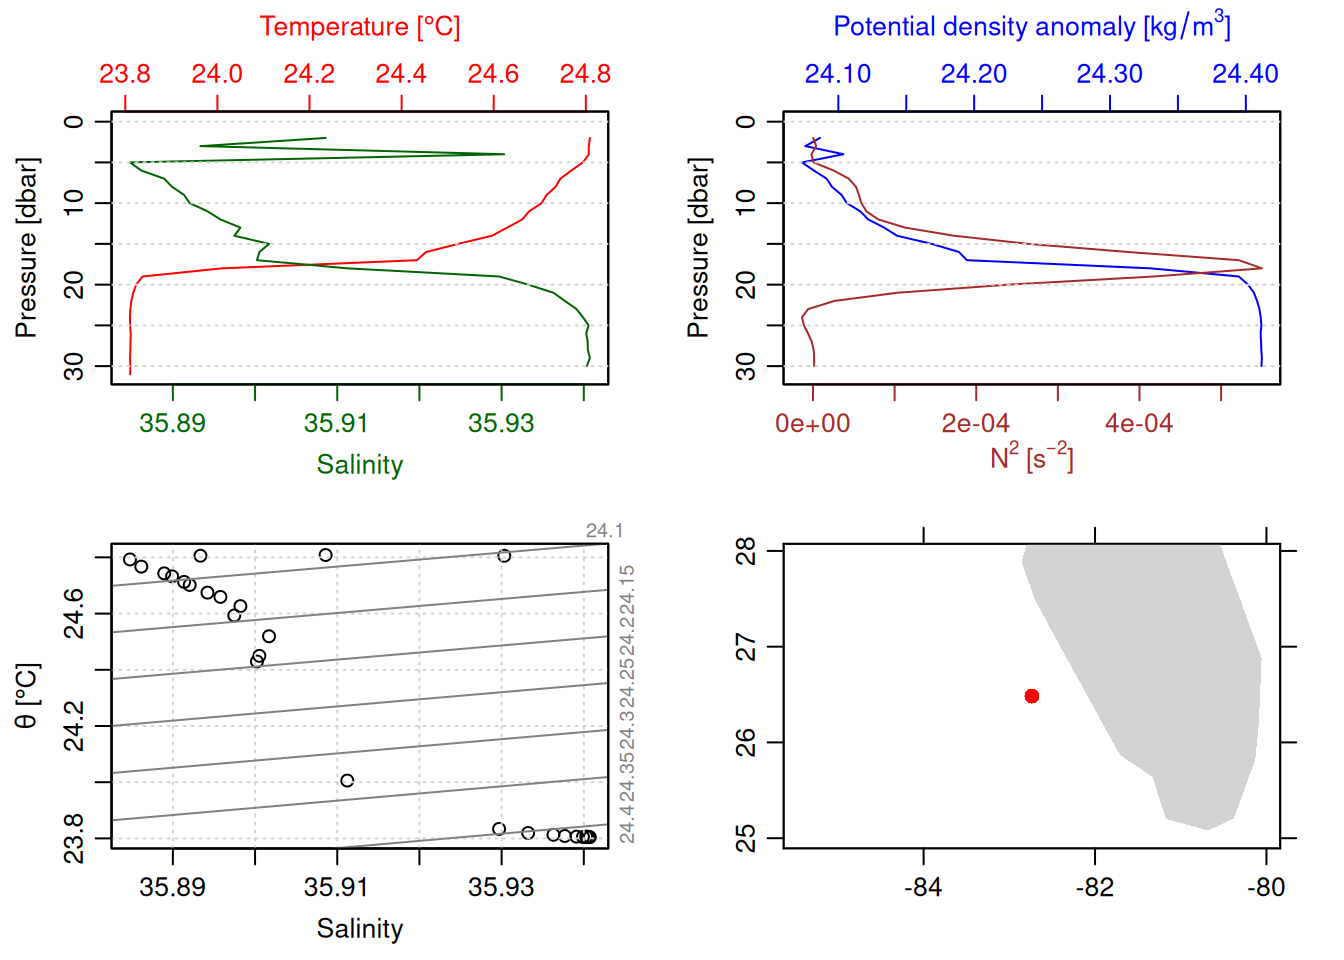 Temperature [°C]
23.8 24.0 24.2 24.4 24.6 24.8
Pressure [dbar]
0
10
20
30
35.89 35.91 35.93
Salinity
Potential density anomaly [kg/m³]
24.10 24.20 24.30 24.40
Pressure [dbar]
0
10
20
30
0e+00 2e-04 4e-04
N² [s⁻²]
24.1
24.15
24.2
24.25
24.3
24.35
24.4
θ [°C]
24.6
24.2
23.8
35.89 35.91 35.93
Salinity
28
27
26
25
-84 -82 -80